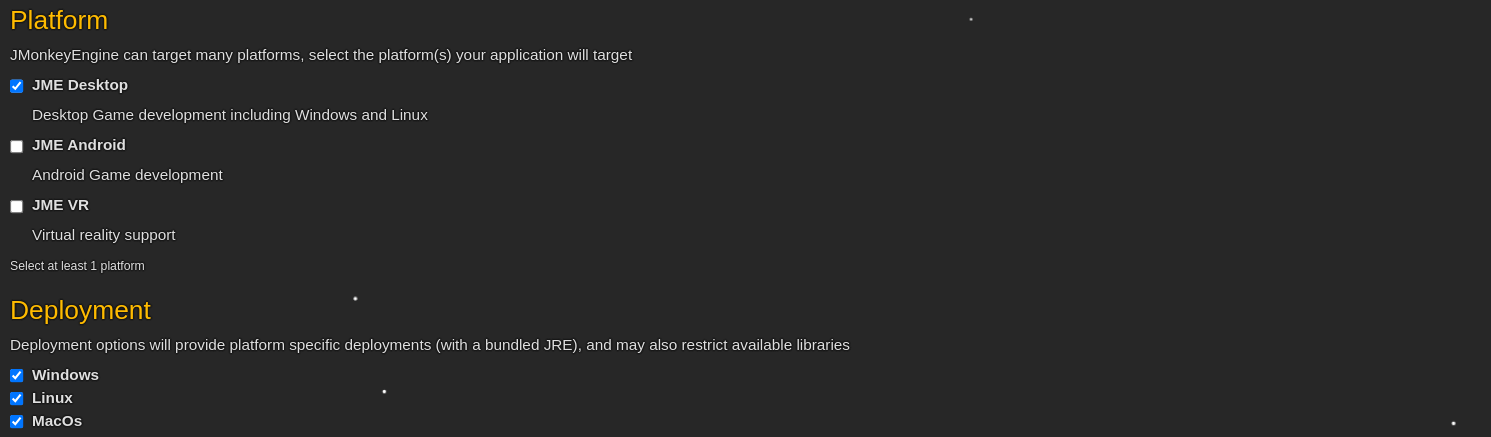 Platform
JMonkeyEngine can target many platforms, select the platform(s) your application will target
JME Desktop
Desktop Game development including Windows and Linux
JME Android
Android Game development
JME VR
Virtual reality support
Select at least 1 platform
Deployment
Deployment options will provide platform specific deployments (with a bundled JRE), and may also restrict available libraries
Windows
Linux
MacOs